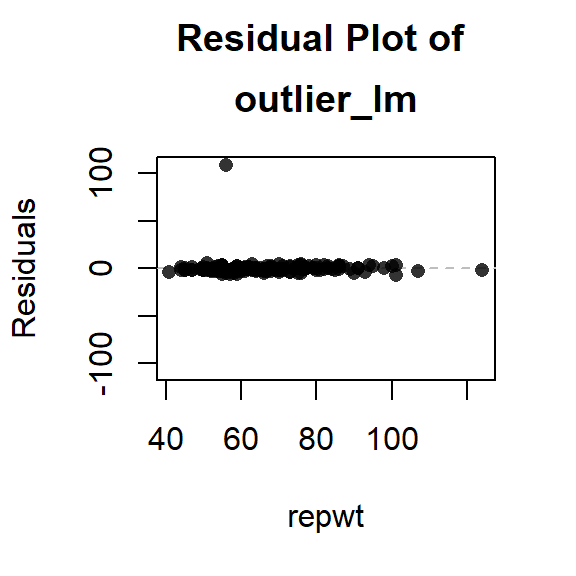 Residual Plot of
outlier_lm
Residuals
100
0
-100
40 60 80 100
repwt